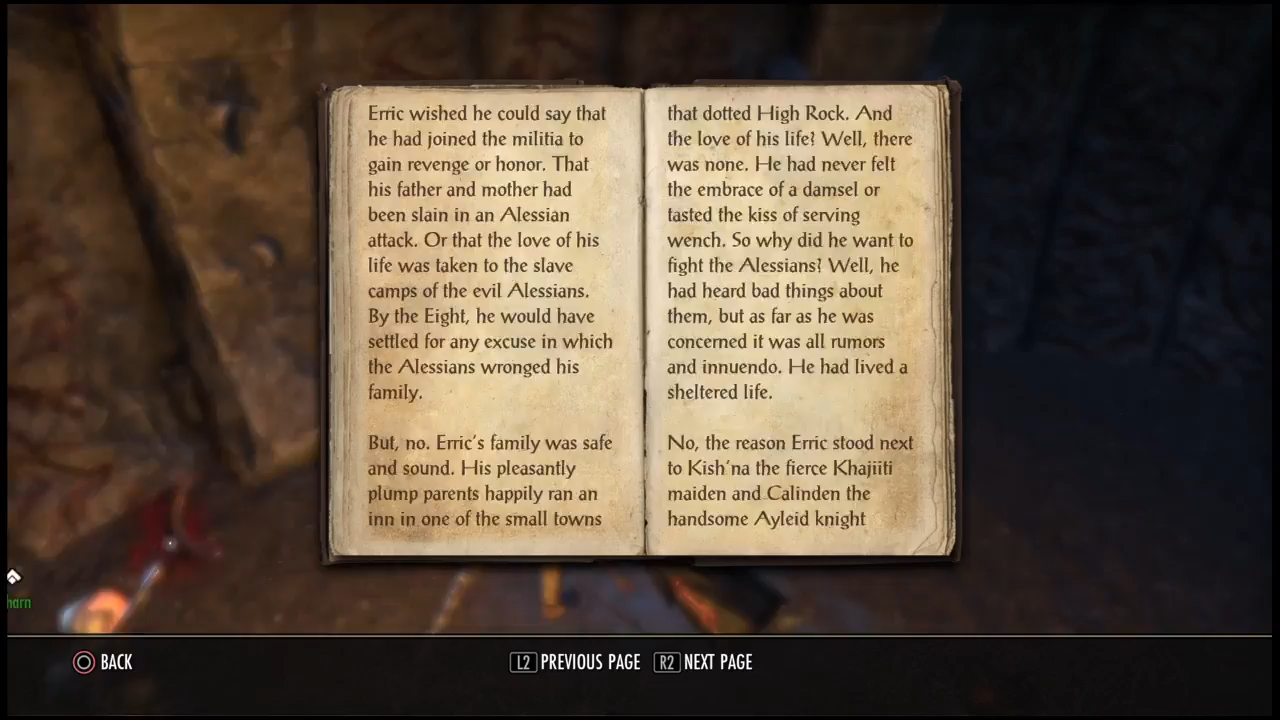 Erric wished he could say that
he had joined the militia to
gain revenge or honor. That
his father and mother had
been slain in an Alessian
attack. Or that the love of his
life was taken to the slave
camps of the evil Alessians.
By the Eight, he would have
settled for any excuse in which
the Alessians wronged his
family.
But, no. Erric's family was safe
and sound. His pleasantly
plump parents happily ran an
inn in one of the small towns
that dotted High Rock. And
the love of his life? Well, there
was none. He had never felt
the embrace of a damsel or
tasted the kiss of serving
wench. So why did he want to
fight the Alessians? Well, he
had heard bad things about
them, but as far as he was
concerned it was all rumors
and innuendo. He had lived a
sheltered life.
No, the reason Erric stood next
to Kish'na the fierce Khajiiti
maiden and Calinden the
handsome Ayleid knight
harn
BACK
L2 PREVIOUS PAGE R2 NEXT PAGE